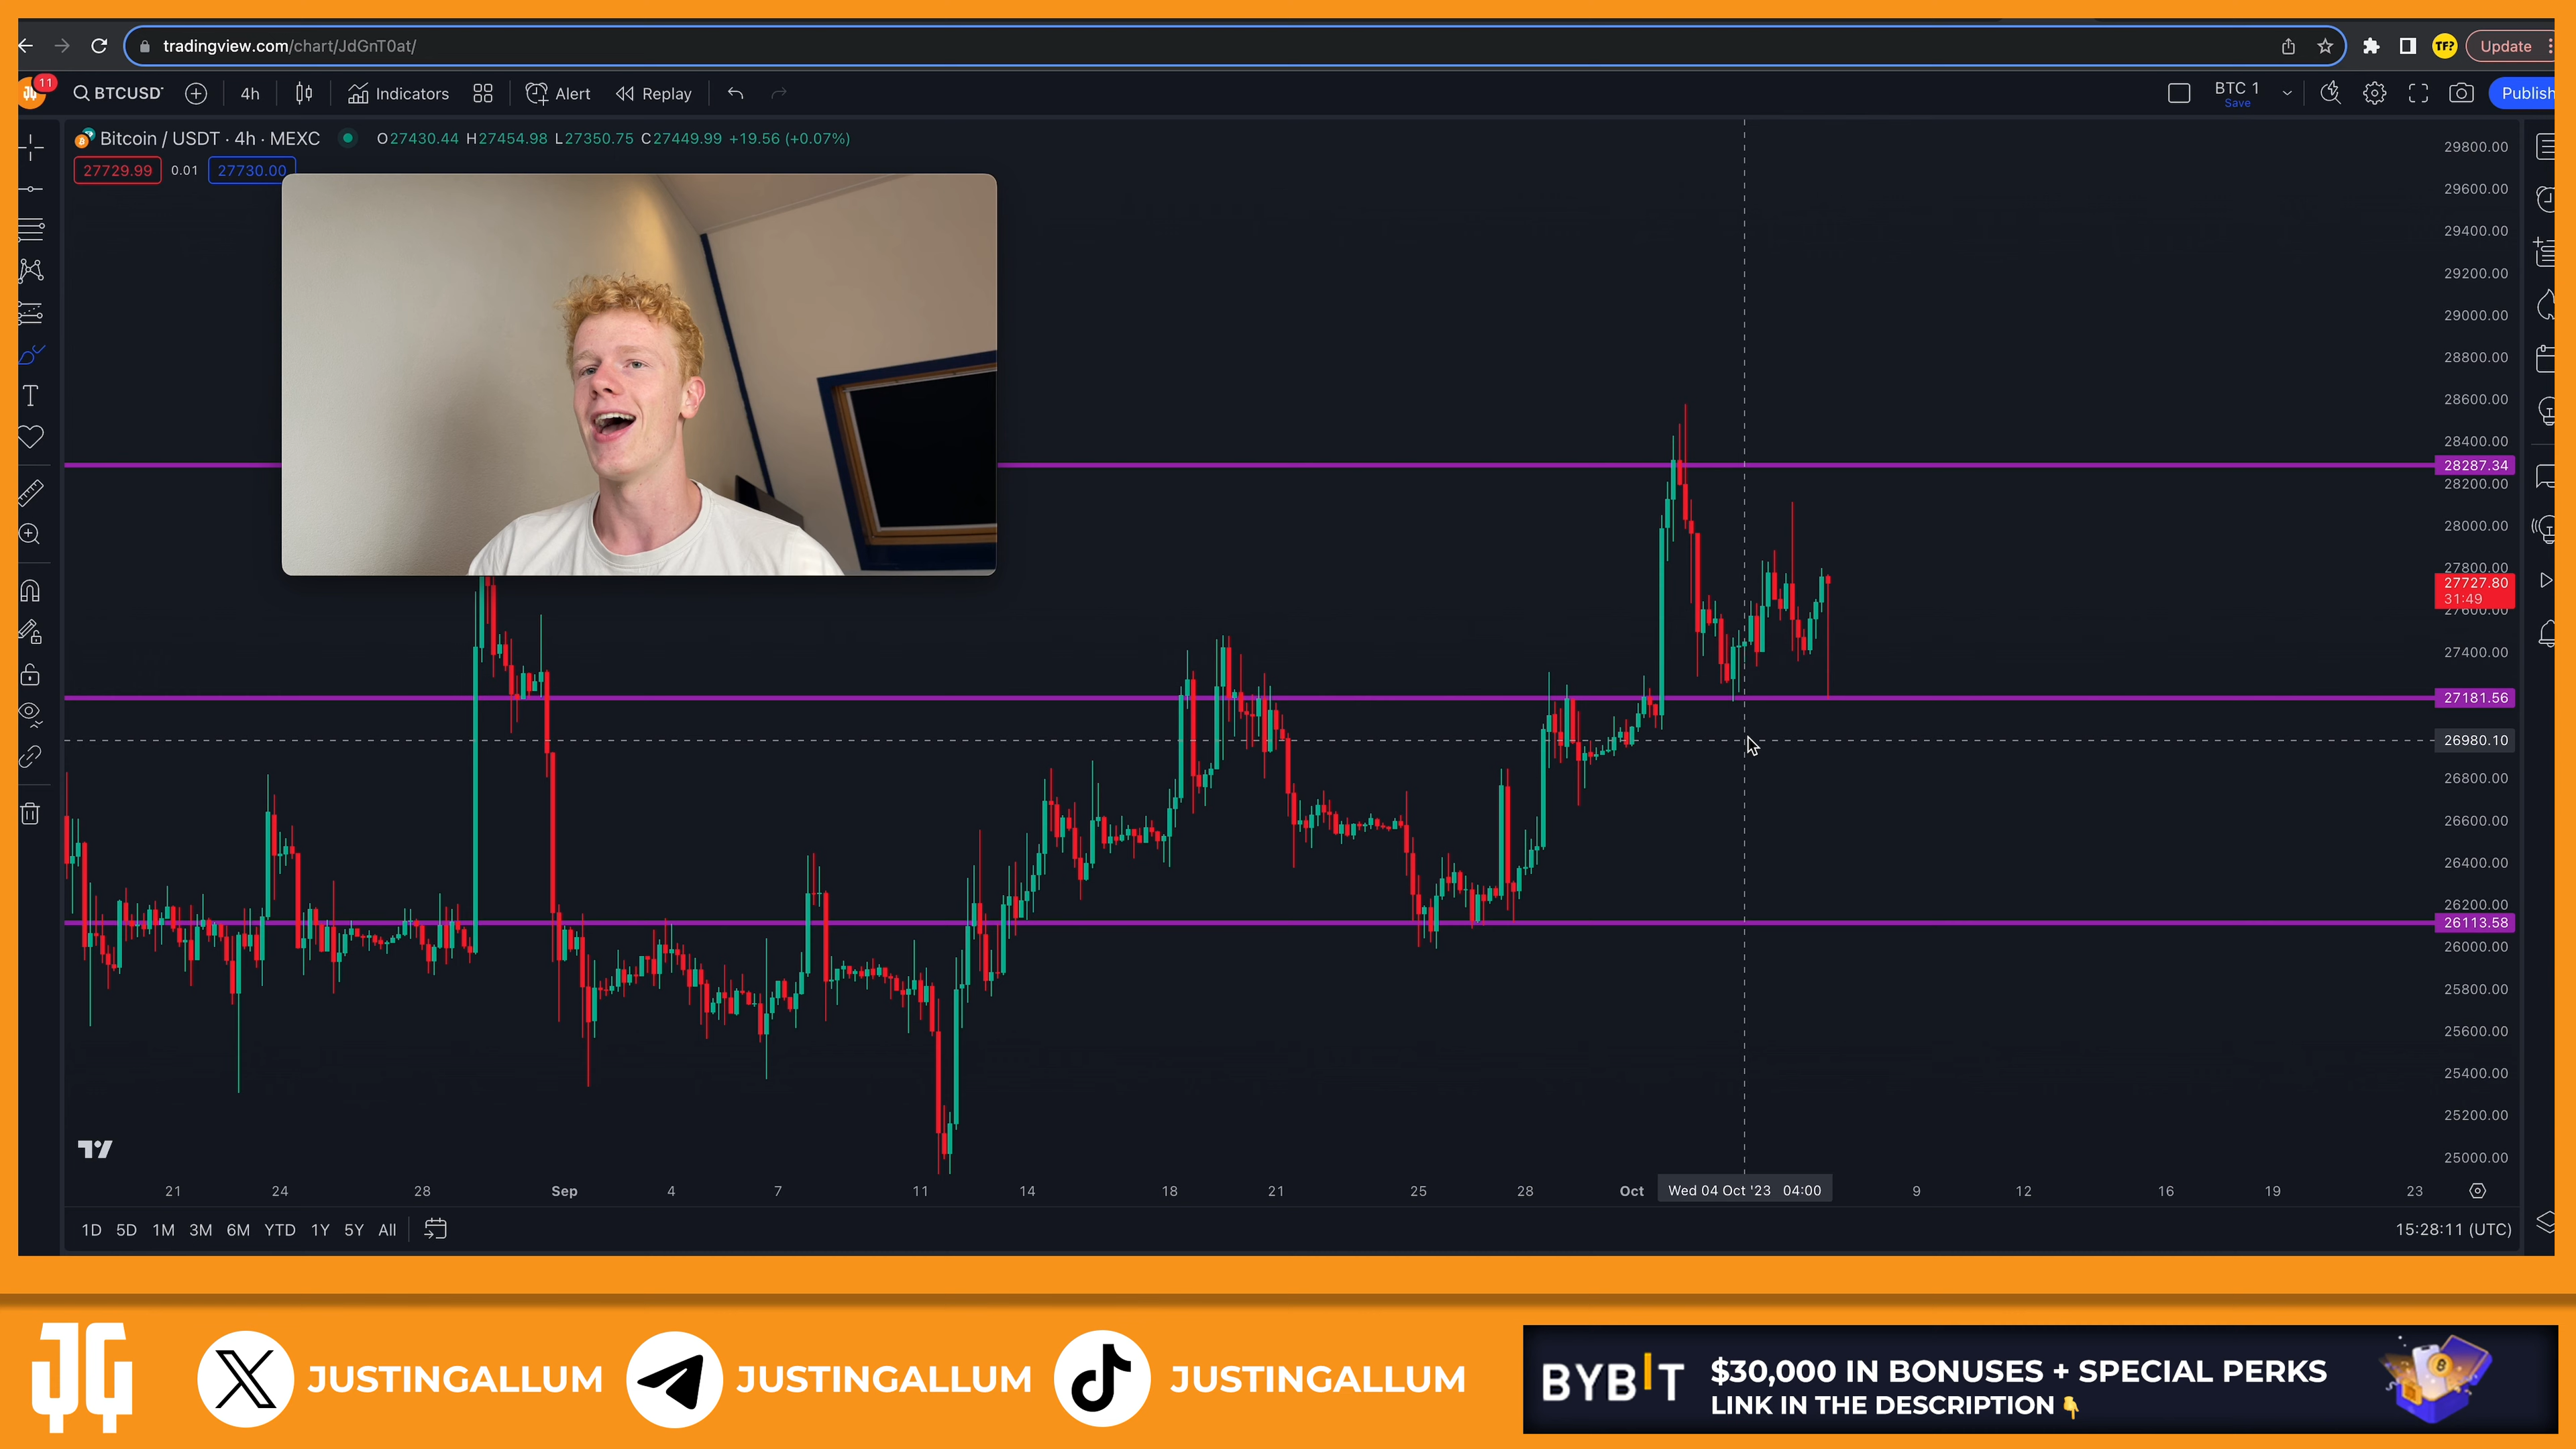 tradingview.com/chart/JdGnT0at/
TF?
Update
11
BTCUSDT
4h
Indicators
Alert
Replay
BTC 1
Save
Publish
Bitcoin / USDT · 4h · MEXC
O27430.44 H27454.98 L27350.75 C27449.99 +19.56 (+0.07%)
27729.99
0.01
27730.00
29800.00
29600.00
29400.00
29200.00
29000.00
28800.00
28600.00
28400.00
28287.34
28200.00
28000.00
27800.00
27727.80
31:49
27600.00
27400.00
27181.56
26980.10
26800.00
26600.00
26400.00
26200.00
26113.58
26000.00
25800.00
25600.00
25400.00
25200.00
25000.00
21 24 28 Sep 4 7 11 14 18 21 25 28 Oct Wed 04 Oct '23 04:00 9 12 16 19 23
1D 5D 1M 3M 6M YTD 1Y 5Y All
15:28:11 (UTC)
JG
JUSTINGALLUM
JUSTINGALLUM
JUSTINGALLUM
BYBIT
$30,000 IN BONUSES + SPECIAL PERKS
LINK IN THE DESCRIPTION